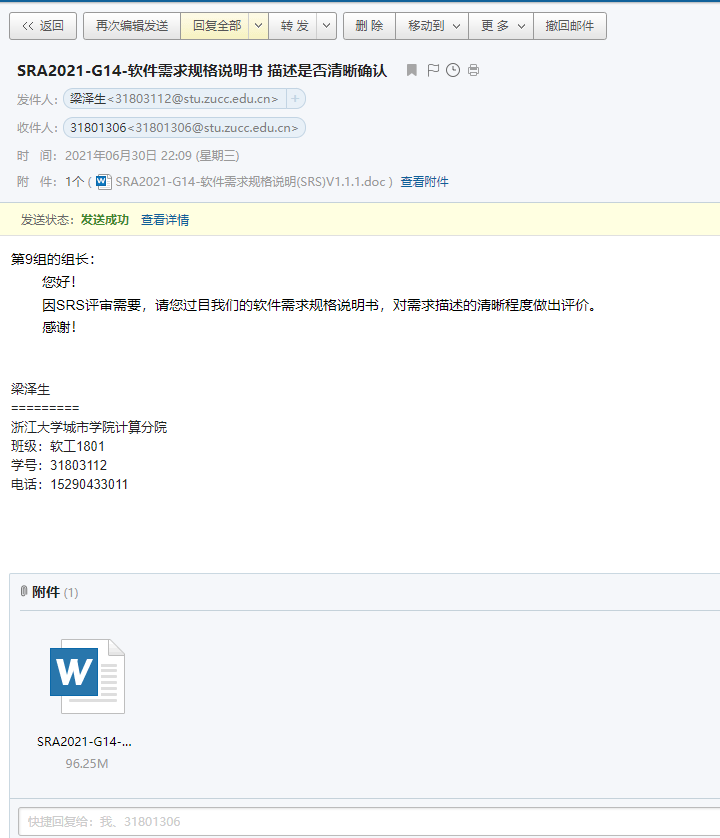 << 返回 再次编辑发送 回复全部 转 发 删 除 移动到 更 多 撤回邮件
SRA2021-G14-软件需求规格说明书 描述是否清晰确认
发件人： 梁泽生<31803112@stu.zucc.edu.cn> +
收件人： 31801306<31801306@stu.zucc.edu.cn>
时 间： 2021年06月30日 22:09 (星期三)
附 件： 1个 ( W SRA2021-G14-软件需求规格说明(SRS)V1.1.1.doc ) 查看附件
发送状态： 发送成功 查看详情
第9组的组长：
您好！
因SRS评审需要，请您过目我们的软件需求规格说明书，对需求描述的清晰程度做出评价。
感谢！
梁泽生
=========
浙江大学城市学院计算分院
班级：软工1801
学号：31803112
电话：15290433011
附件 (1)
W
SRA2021-G14-...
96.25M
快捷回复给：我、31801306